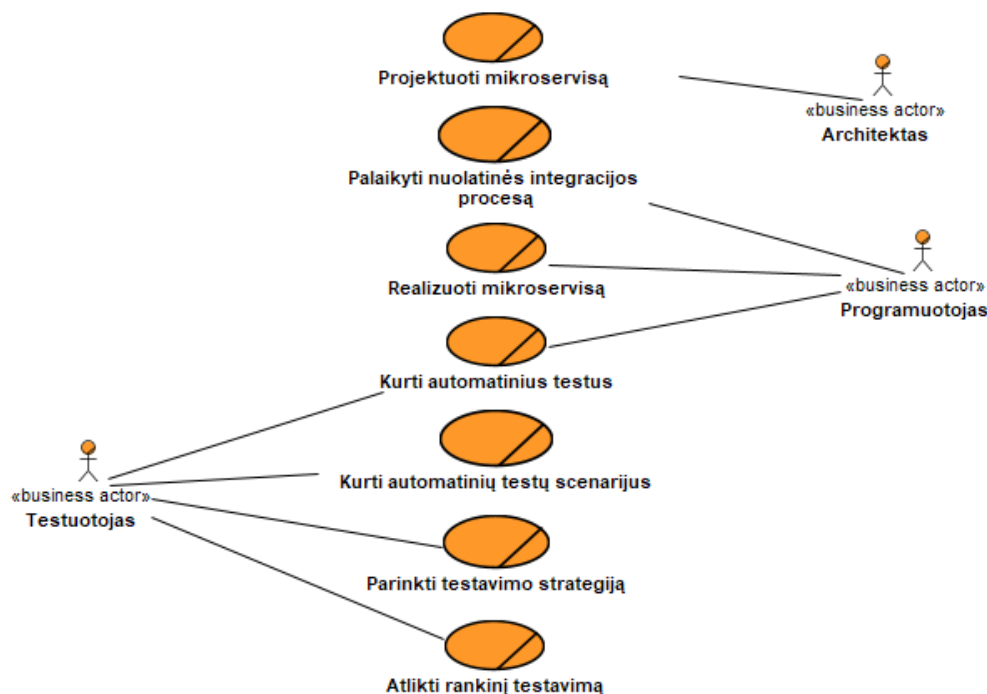 Projektuoti mikroservisą
«business actor»
Architektas
Palaikyti nuolatinės integracijos
procesą
Realizuoti mikroservisą
«business actor»
Programuotojas
Kurti automatinius testus
«business actor»
Testuotojas
Kurti automatinių testų scenarijus
Parinkti testavimo strategiją
Atlikti rankinį testavimą